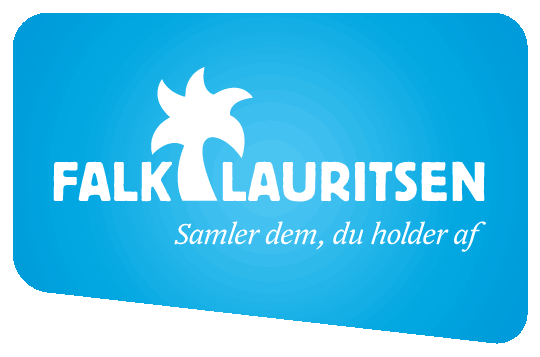 FALK LAURITSEN
Samler dem, du holder af